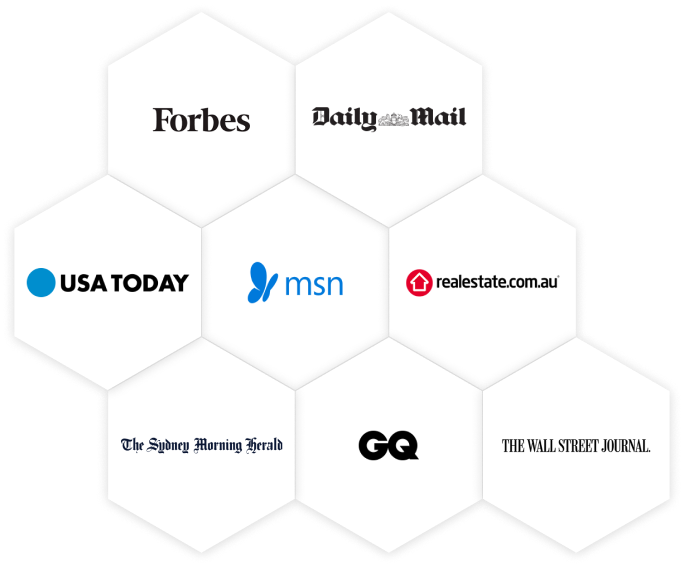 Forbes
Daily Mail
USA TODAY
msn
realestate.com.au
The Sydney Morning Herald
GQ
THE WALL STREET JOURNAL.